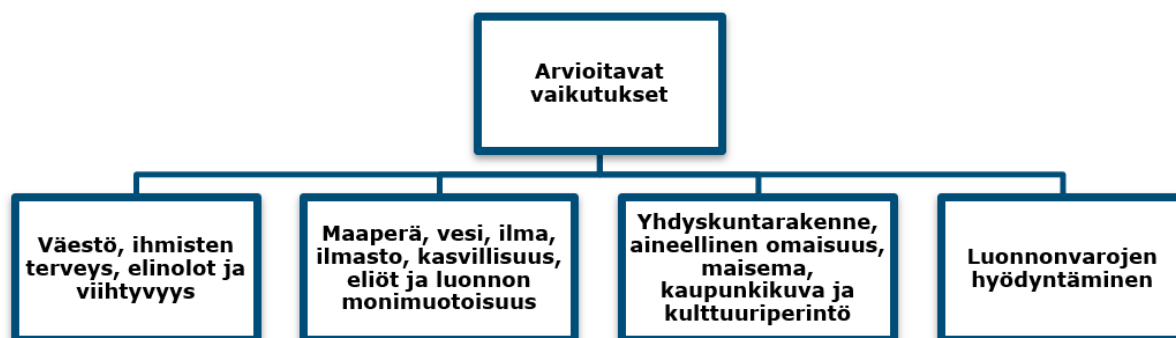 Arvioitavat
vaikutukset
Väestö, ihmisten
terveys, elinolot ja
viihtyvyys
Maaperä, vesi, ilma,
ilmasto, kasvillisuus,
eliöt ja luonnon
monimuotoisuus
Yhdyskuntarakenne,
aineellinen omaisuus,
maisema,
kaupunkikuva ja
kulttuuriperintö
Luonnonvarojen
hyödyntäminen